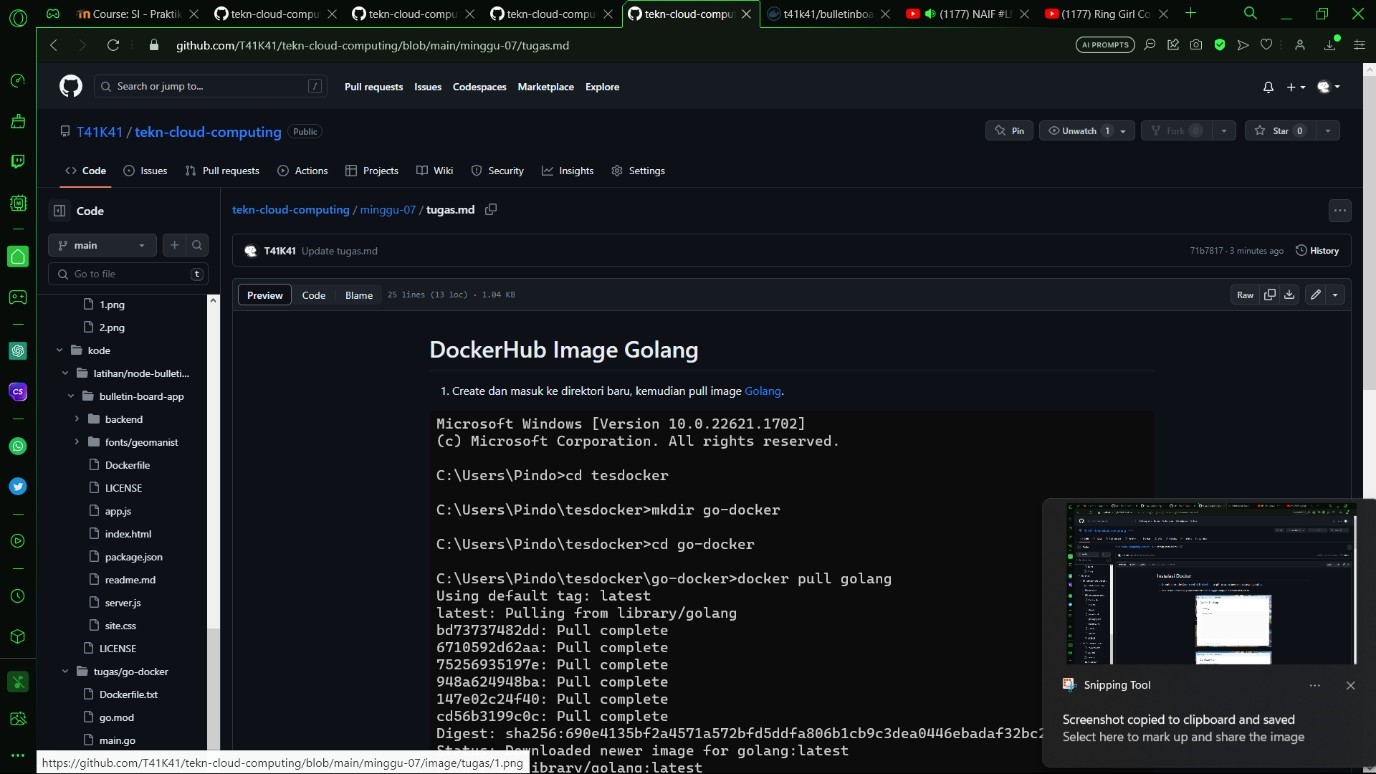 Course: SI - Praktik
tekn-cloud-compu
tekn-cloud-compu
tekn-cloud-compu
tekn-cloud-compu
t41k41/bulletinboa
(1177) NAIF #L
(1177) Ring Girl Co
github.com/T41K41/tekn-cloud-computing/blob/main/minggu-07/tugas.md
AI PROMPTS
Search or jump to...
/
Pull requests
Issues
Codespaces
Marketplace
Explore
T41K41 / tekn-cloud-computing
Public
Pin
Unwatch 1
Fork 0
Star 0
Code
Issues
Pull requests
Actions
Projects
Wiki
Security
Insights
Settings
Code
main
Go to file
t
1.png
2.png
kode
latihan/node-bulleti...
bulletin-board-app
backend
fonts/geomanist
Dockerfile
LICENSE
app.js
index.html
package.json
readme.md
server.js
site.css
LICENSE
tugas/go-docker
Dockerfile.txt
go.mod
main.go
tekn-cloud-computing / minggu-07 / tugas.md
T41K41 Update tugas.md
71b7817 · 3 minutes ago
History
Preview
Code
Blame
25 lines (13 loc) · 1.04 KB
Raw
DockerHub Image Golang
1. Create dan masuk ke direktori baru, kemudian pull image Golang.
Microsoft Windows [Version 10.0.22621.1702]
(c) Microsoft Corporation. All rights reserved.
C:\Users\Pindo>cd tesdocker
C:\Users\Pindo\tesdocker>mkdir go-docker
C:\Users\Pindo\tesdocker>cd go-docker
C:\Users\Pindo\tesdocker\go-docker>docker pull golang
Using default tag: latest
latest: Pulling from library/golang
bd73737482dd: Pull complete
6710592d62aa: Pull complete
75256935197e: Pull complete
948a624948ba: Pull complete
147e02c24f40: Pull complete
cd56b3199c0c: Pull complete
Digest: sha256:690e4135bf2a4571a572bfd5ddfa806b1cb9c3dea0446ebadaf32bc2
Status: Downloaded newer image for golang:latest
ibrary/golang:latest
Installasi Docker
Snipping Tool
Screenshot copied to clipboard and saved
Select here to mark up and share the image
https://github.com/T41K41/tekn-cloud-computing/blob/main/minggu-07/image/tugas/1.png